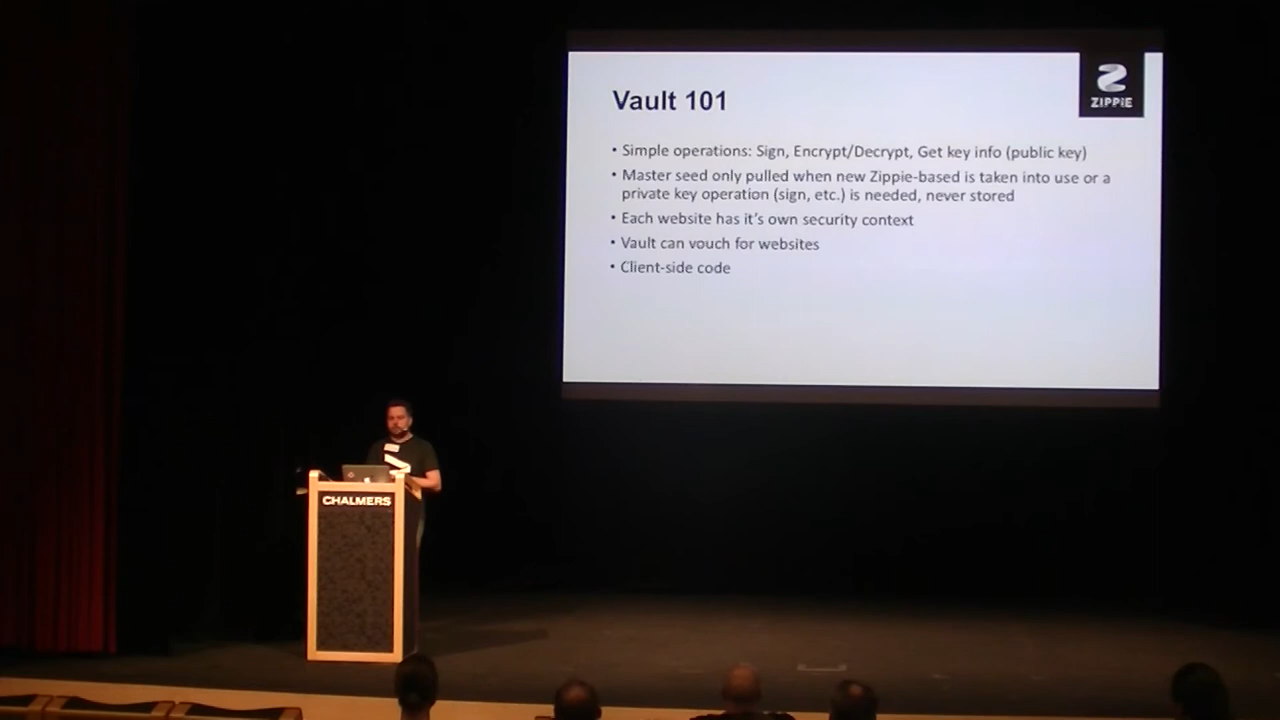 Vault 101
ZIPPiE
• Simple operations: Sign, Encrypt/Decrypt, Get key info (public key)
• Master seed only pulled when new Zippie-based is taken into use or a
private key operation (sign, etc.) is needed, never stored
• Each website has it's own security context
• Vault can vouch for websites
• Client-side code
CHALMERS